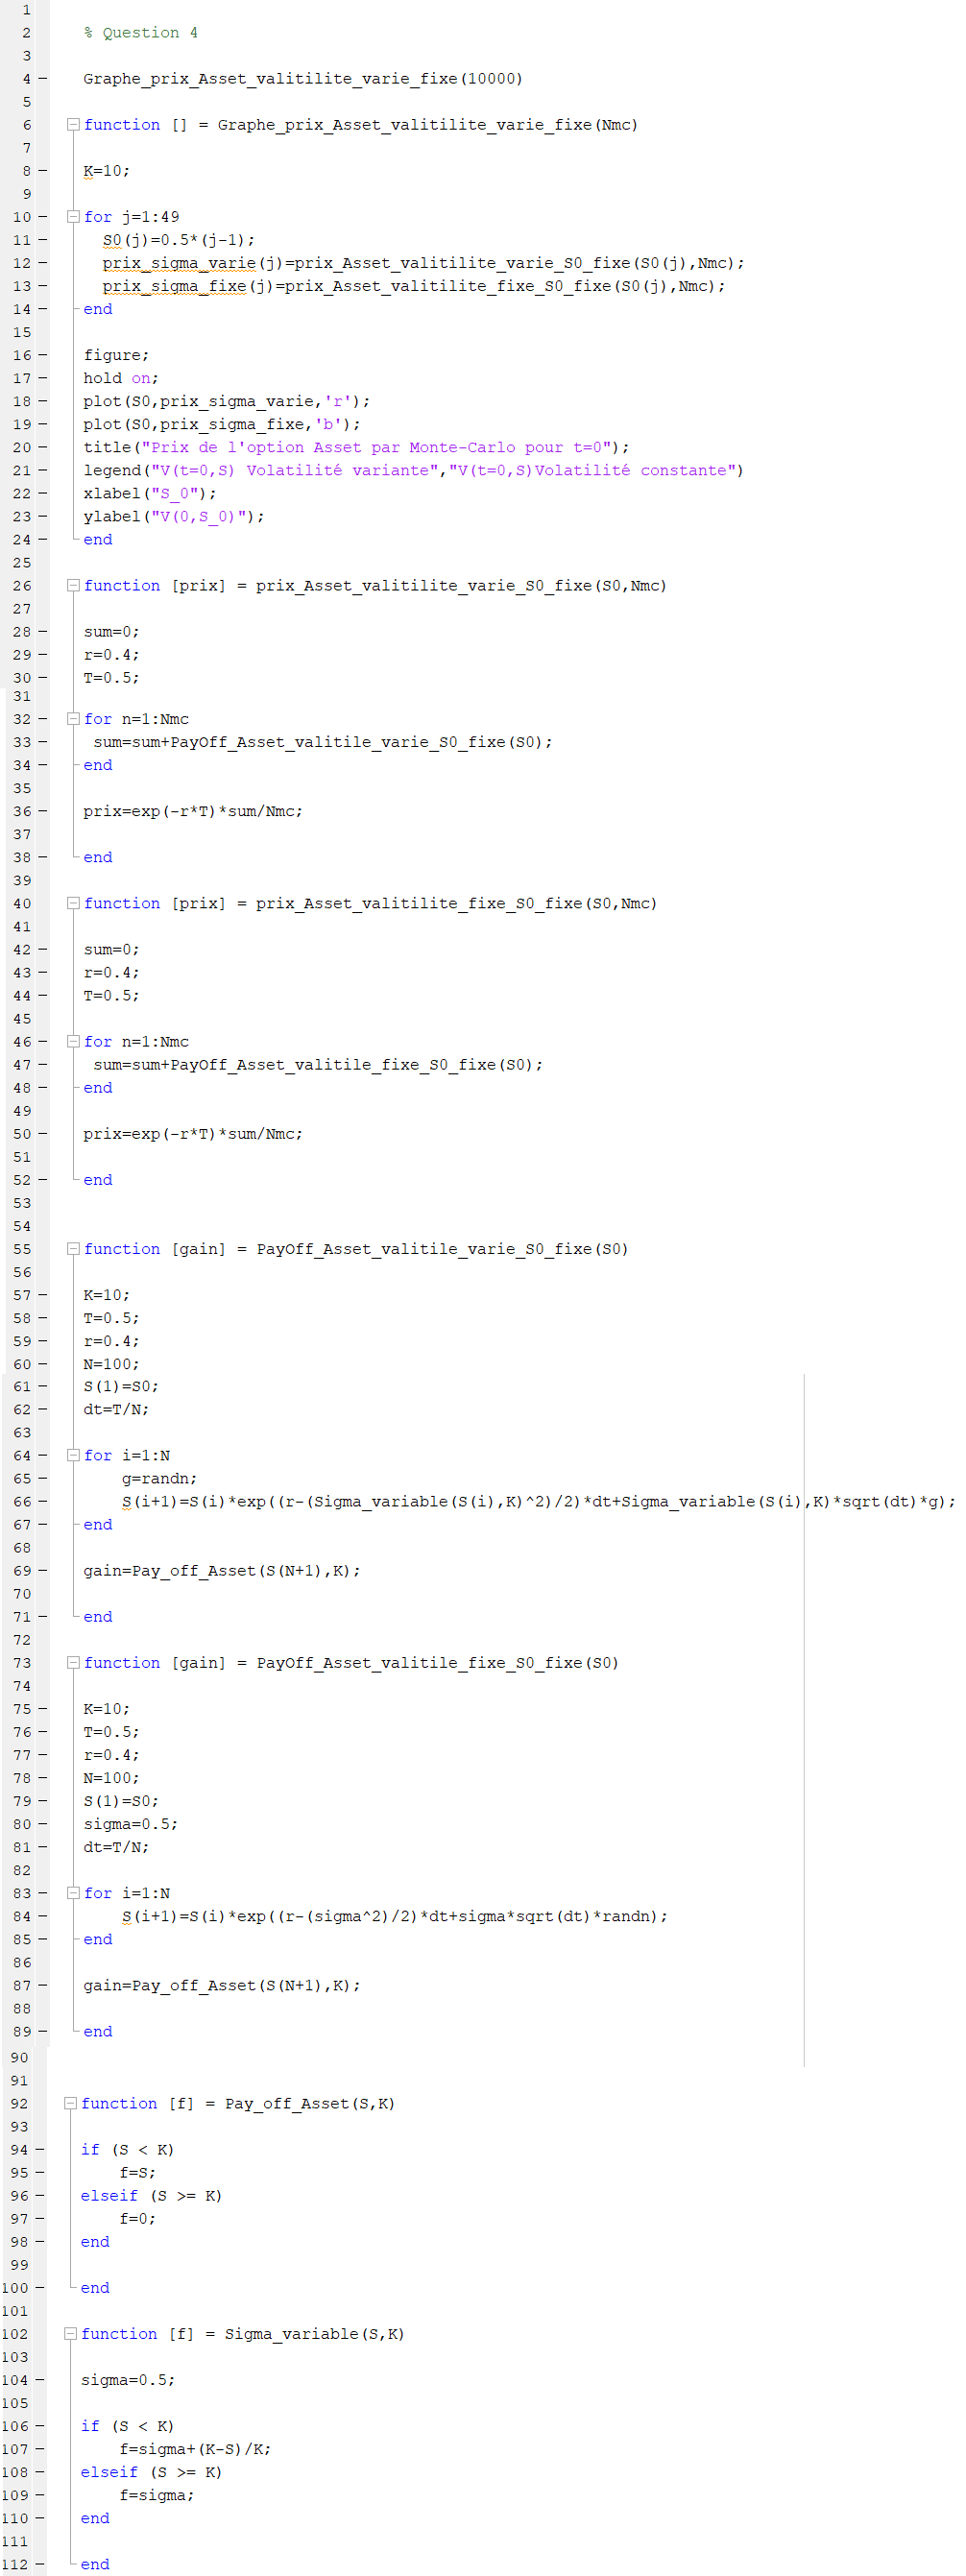 1
2 % Question 4
3
4 - Graphe_prix_Asset_valitilite_varie_fixe(10000)
5
6 function [] = Graphe_prix_Asset_valitilite_varie_fixe(Nmc)
7
8 - K=10;
9
10 - for j=1:49
11 - S0(j)=0.5*(j-1);
12 - prix_sigma_varie(j)=prix_Asset_valitilite_varie_S0_fixe(S0(j),Nmc);
13 - prix_sigma_fixe(j)=prix_Asset_valitilite_fixe_S0_fixe(S0(j),Nmc);
14 - end
15
16 - figure;
17 - hold on;
18 - plot(S0,prix_sigma_varie,'r');
19 - plot(S0,prix_sigma_fixe,'b');
20 - title("Prix de l'option Asset par Monte-Carlo pour t=0");
21 - legend("V(t=0,S) Volatilité variante","V(t=0,S)Volatilité constante")
22 - xlabel("S_0");
23 - ylabel("V(0,S_0)");
24 - end
25
26 function [prix] = prix_Asset_valitilite_varie_S0_fixe(S0,Nmc)
27
28 - sum=0;
29 - r=0.4;
30 - T=0.5;
31
32 - for n=1:Nmc
33 - sum=sum+PayOff_Asset_valitile_varie_S0_fixe(S0);
34 - end
35
36 - prix=exp(-r*T)*sum/Nmc;
37
38 - end
39
40 function [prix] = prix_Asset_valitilite_fixe_S0_fixe(S0,Nmc)
41
42 - sum=0;
43 - r=0.4;
44 - T=0.5;
45
46 - for n=1:Nmc
47 - sum=sum+PayOff_Asset_valitile_fixe_S0_fixe(S0);
48 - end
49
50 - prix=exp(-r*T)*sum/Nmc;
51
52 - end
53
54
55 function [gain] = PayOff_Asset_valitile_varie_S0_fixe(S0)
56
57 - K=10;
58 - T=0.5;
59 - r=0.4;
60 - N=100;
61 - S(1)=S0;
62 - dt=T/N;
63
64 - for i=1:N
65 - g=randn;
66 - S(i+1)=S(i)*exp((r-(Sigma_variable(S(i),K)^2)/2)*dt+Sigma_variable(S(i),K)*sqrt(dt)*g);
67 - end
68
69 - gain=Pay_off_Asset(S(N+1),K);
70
71 - end
72
73 function [gain] = PayOff_Asset_valitile_fixe_S0_fixe(S0)
74
75 - K=10;
76 - T=0.5;
77 - r=0.4;
78 - N=100;
79 - S(1)=S0;
80 - sigma=0.5;
81 - dt=T/N;
82
83 - for i=1:N
84 - S(i+1)=S(i)*exp((r-(sigma^2)/2)*dt+sigma*sqrt(dt)*randn);
85 - end
86
87 - gain=Pay_off_Asset(S(N+1),K);
88
89 - end
90
91
92 function [f] = Pay_off_Asset(S,K)
93
94 - if (S < K)
95 - f=S;
96 - elseif (S >= K)
97 - f=0;
98 - end
99
100 - end
101
102 function [f] = Sigma_variable(S,K)
103
104 - sigma=0.5;
105
106 - if (S < K)
107 - f=sigma+(K-S)/K;
108 - elseif (S >= K)
109 - f=sigma;
110 - end
111
112 - end